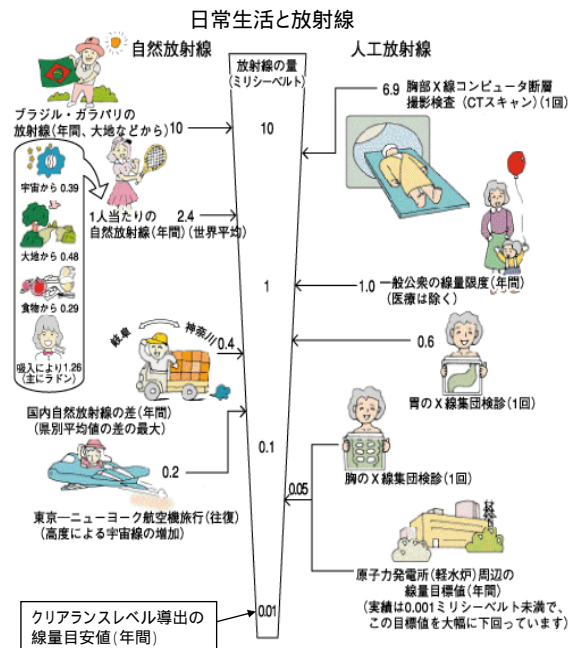 日常生活と放射線
自然放射線
放射線の量
(ミリシーベルト)
人工放射線
ブラジル・ガラパリの
放射線(年間、大地などから)10
宇宙から 0.39
大地から 0.48
食物から 0.29
吸入により1.26
(主にラドン)
1人当たりの
自然放射線(年間)(世界平均)
2.4
岐阜
神奈川
0.4
国内自然放射線の差(年間)
(県別平均値の差の最大)
0.2
東京―ニューヨーク航空機旅行(往復)
(高度による宇宙線の増加)
10
1
0.1
0.01
クリアランスレベル導出の
線量目安値(年間)
6.9 胸部X線コンピュータ断層
撮影検査(CTスキャン)(1回)
1.0 一般公衆の線量限度(年間)
(医療は除く)
0.6
胃のX線集団検診(1回)
胸のX線集団検診(1回)
0.05
原子力発電所(軽水炉)周辺の
線量目標値(年間)
(実績は0.001ミリシーベルト未満で、
この目標値を大幅に下回っています)